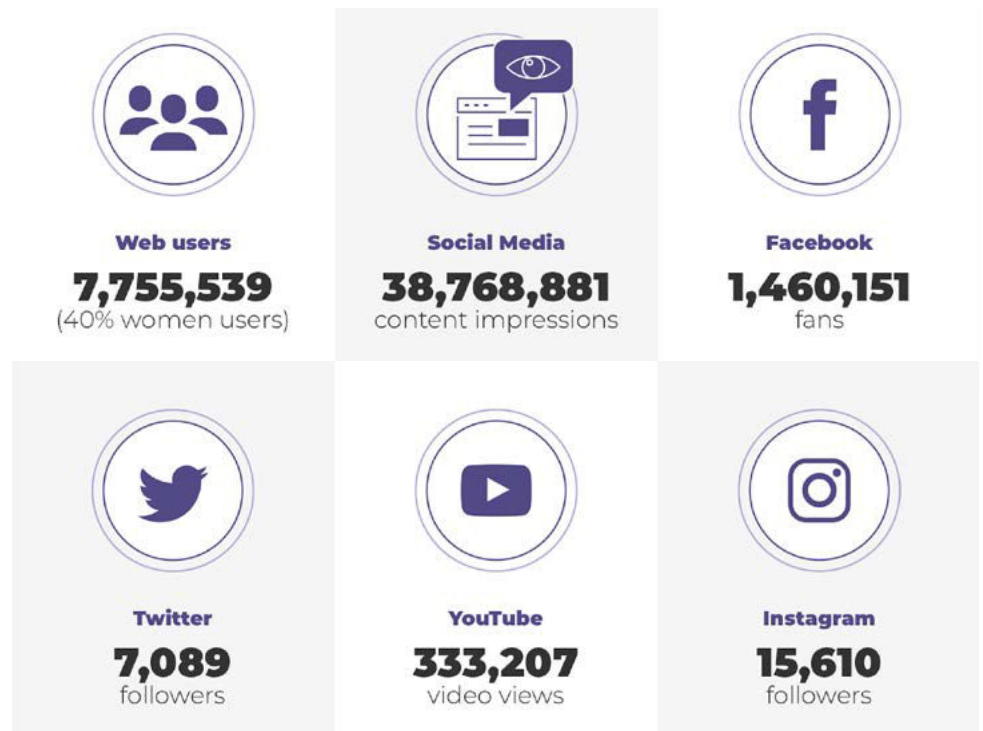 Web users
7,755,539
(40% women users)
Social Media
38,768,881
content impressions
Facebook
1,460,151
fans
Twitter
7,089
followers
YouTube
333,207
video views
Instagram
15,610
followers